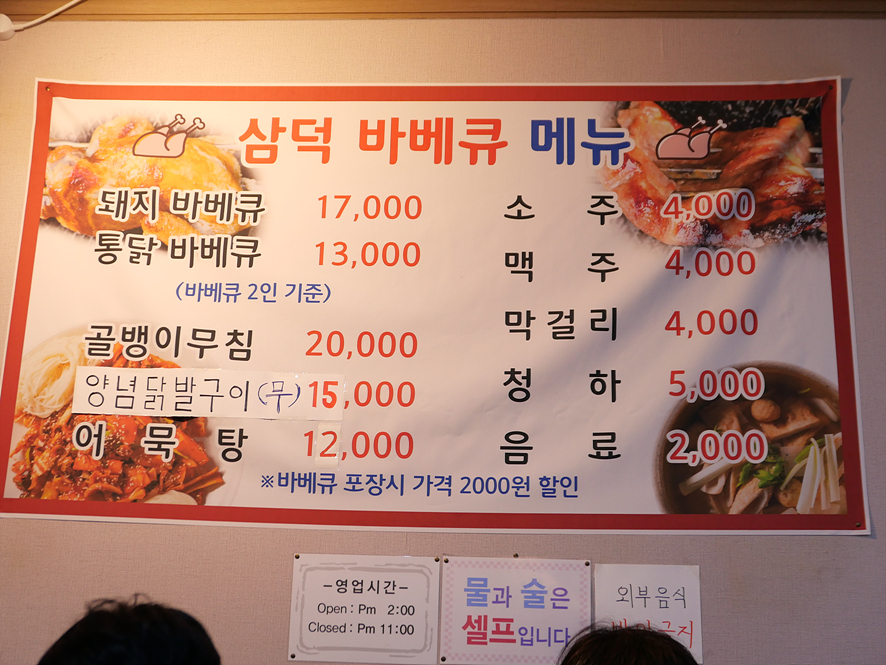 삼덕 바베큐 메뉴
돼지 바베큐 17,000
통닭 바베큐 13,000
(바베큐 2인 기준)
골뱅이무침 20,000
양념닭발구이(무) 15,000
어묵탕 12,000
소주 4,000
맥주 4,000
막걸리 4,000
청하 5,000
음료 2,000
※바베큐 포장시 가격 2000원 할인
-영업시간-
Open : Pm 2:00
Closed : Pm 11:00
물과 술은
셀프입니다
외부음식
금지